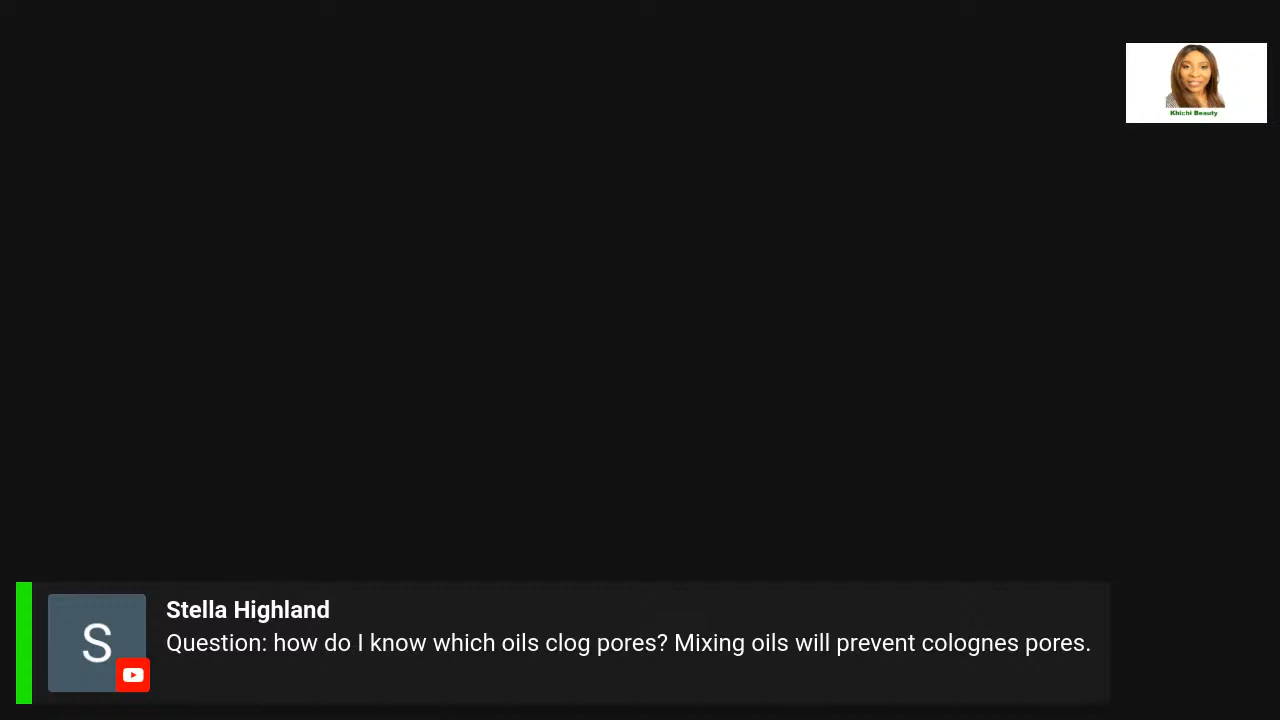 Khichi Beauty
S
Stella Highland
Question: how do I know which oils clog pores? Mixing oils will prevent colognes pores.